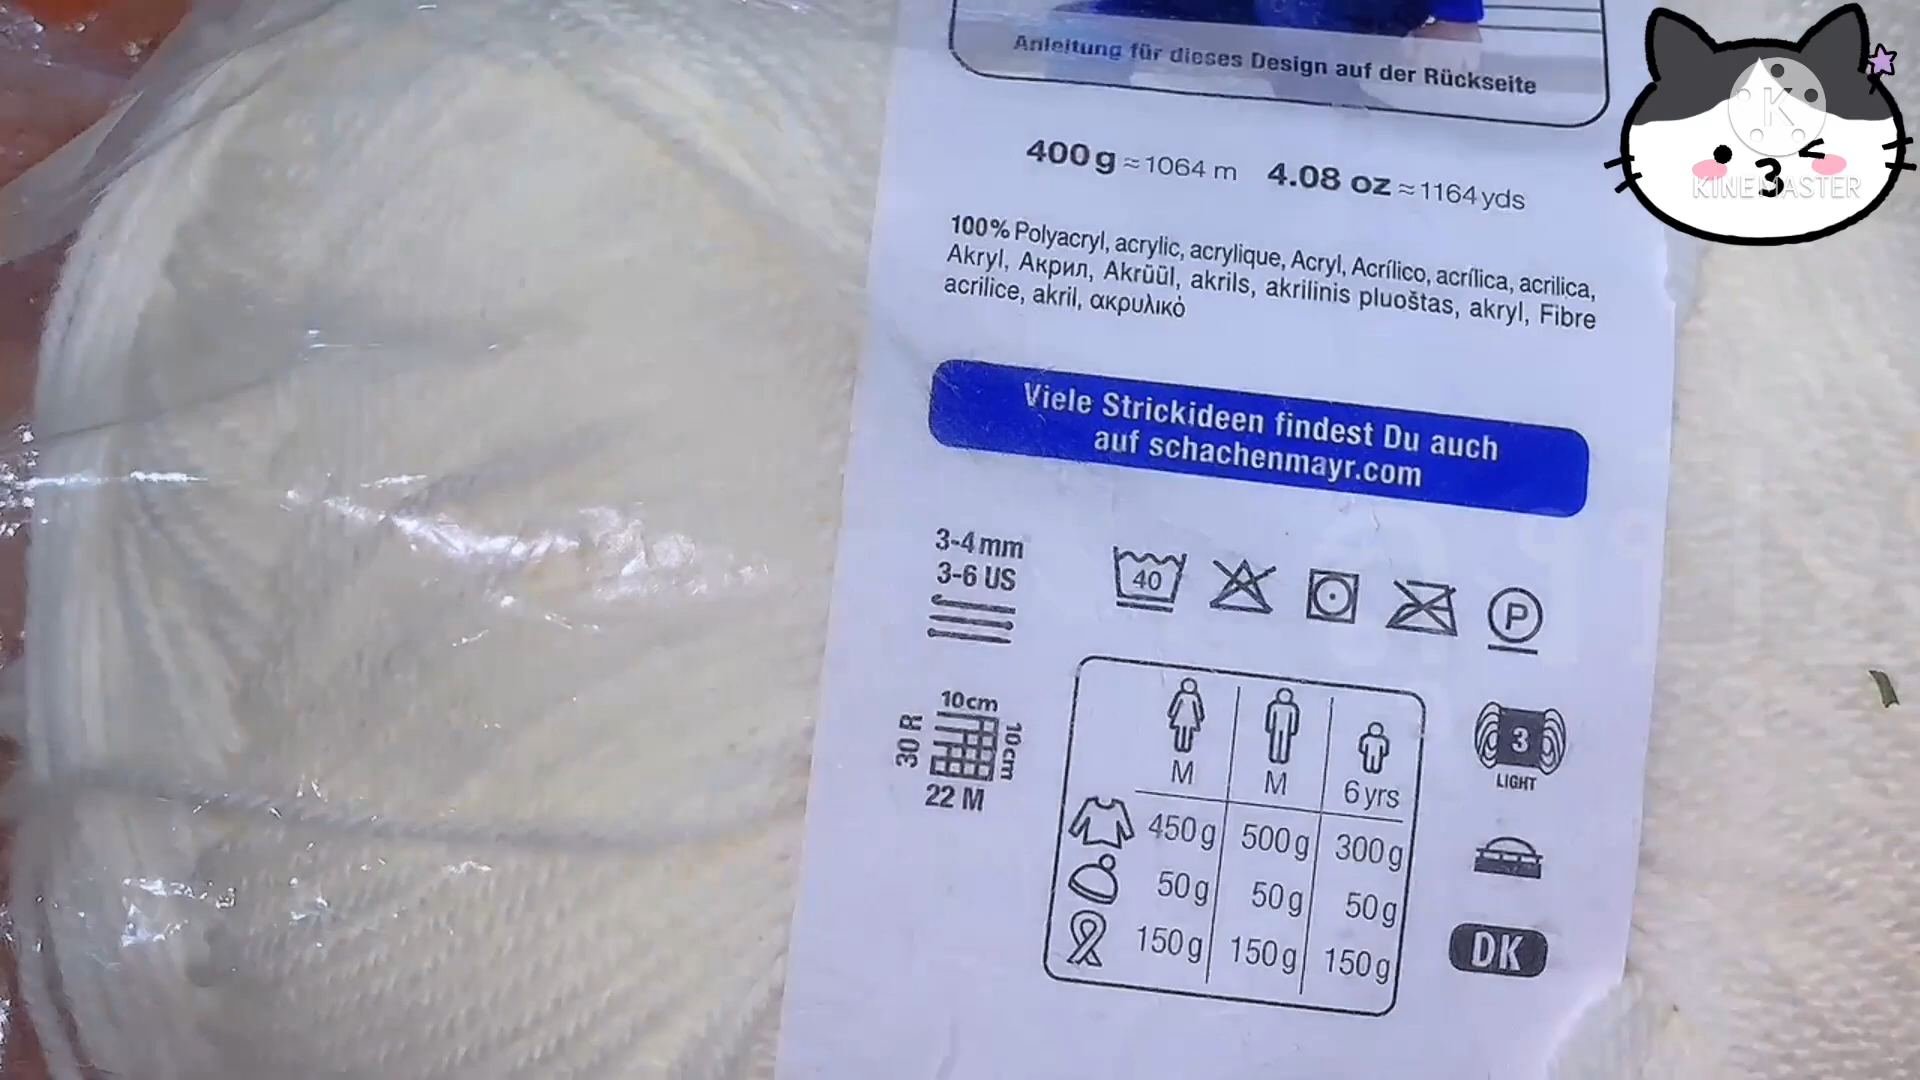 Anleitung für dieses Design auf der Rückseite
400 g ≈ 1064 m 4.08 oz ≈ 1164 yds
100% Polyacryl, acrylic, acrylique, Acryl, Acrílico, acrílica, acrilica,
Akryl, Акрил, Akrüül, akrils, akrilinis pluoštas, akryl, Fibre
acrilice, akril, ακρυλικό
Viele Strickideen findest Du auch
auf schachenmayr.com
3-4 mm
3-6 US
40
P
10cm
10cm
30 R
22 M
M M 6 yrs
450 g 500 g 300 g
50 g 50 g 50 g
150 g 150 g 150 g
3
LIGHT
DK
K
KINEMASTER